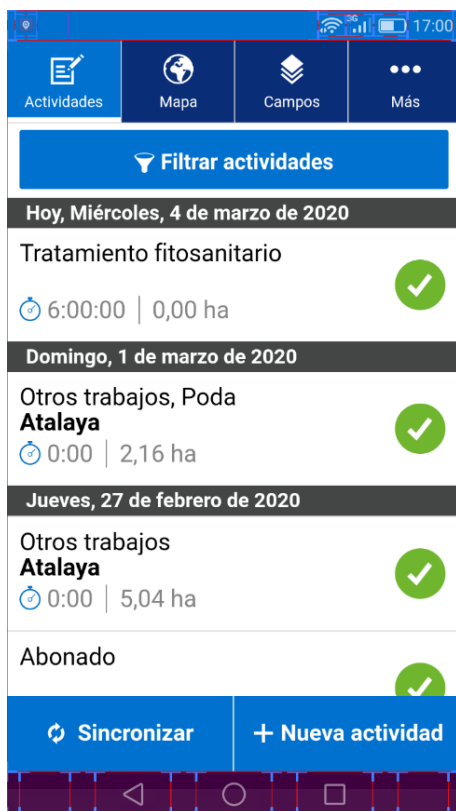 3G 17:00
Actividades Mapa Campos Más
Filtrar actividades
Hoy, Miércoles, 4 de marzo de 2020
Tratamiento fitosanitario
6:00:00 | 0,00 ha
Domingo, 1 de marzo de 2020
Otros trabajos, Poda
Atalaya
0:00 | 2,16 ha
Jueves, 27 de febrero de 2020
Otros trabajos
Atalaya
0:00 | 5,04 ha
Abonado
Sincronizar + Nueva actividad